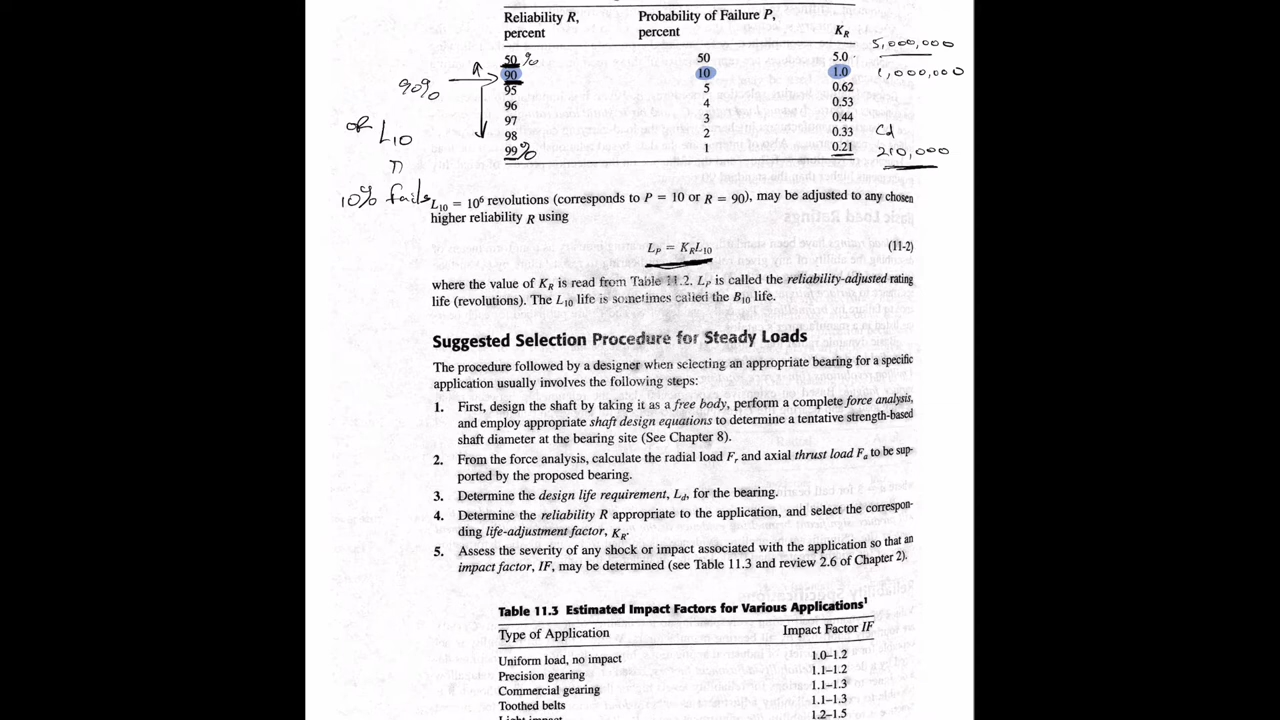 Reliability R, Probability of Failure P,
percent percent K_R
50 % 50 5.0 5,000,000
90% 90 10 1.0 1,000,000
95 5 0.62
96 4 0.53
97 3 0.44
of L10 98 2 0.33 Cd
99% 1 0.21 210,000
10% fails
L10 = 10⁶ revolutions (corresponds to P = 10 or R = 90), may be adjusted to any chosen
higher reliability R using
L_P = K_R L10 (11-2)
where the value of K_R is read from Table 11.2. L_P is called the reliability-adjusted rating
life (revolutions). The L10 life is sometimes called the B10 life.
Suggested Selection Procedure for Steady Loads
The procedure followed by a designer when selecting an appropriate bearing for a specific
application usually involves the following steps:
1. First, design the shaft by taking it as a free body, perform a complete force analysis,
and employ appropriate shaft design equations to determine a tentative strength-based
shaft diameter at the bearing site (See Chapter 8).
2. From the force analysis, calculate the radial load F_r and axial thrust load F_a to be sup-
ported by the proposed bearing.
3. Determine the design life requirement, L_d, for the bearing.
4. Determine the reliability R appropriate to the application, and select the correspon-
ding life-adjustment factor, K_R.
5. Assess the severity of any shock or impact associated with the application so that an
impact factor, IF, may be determined (see Table 11.3 and review 2.6 of Chapter 2).
Table 11.3 Estimated Impact Factors for Various Applications¹
Type of Application Impact Factor IF
Uniform load, no impact 1.0–1.2
Precision gearing 1.1–1.2
Commercial gearing 1.1–1.3
Toothed belts 1.1–1.3
Light impact 1.2–1.5